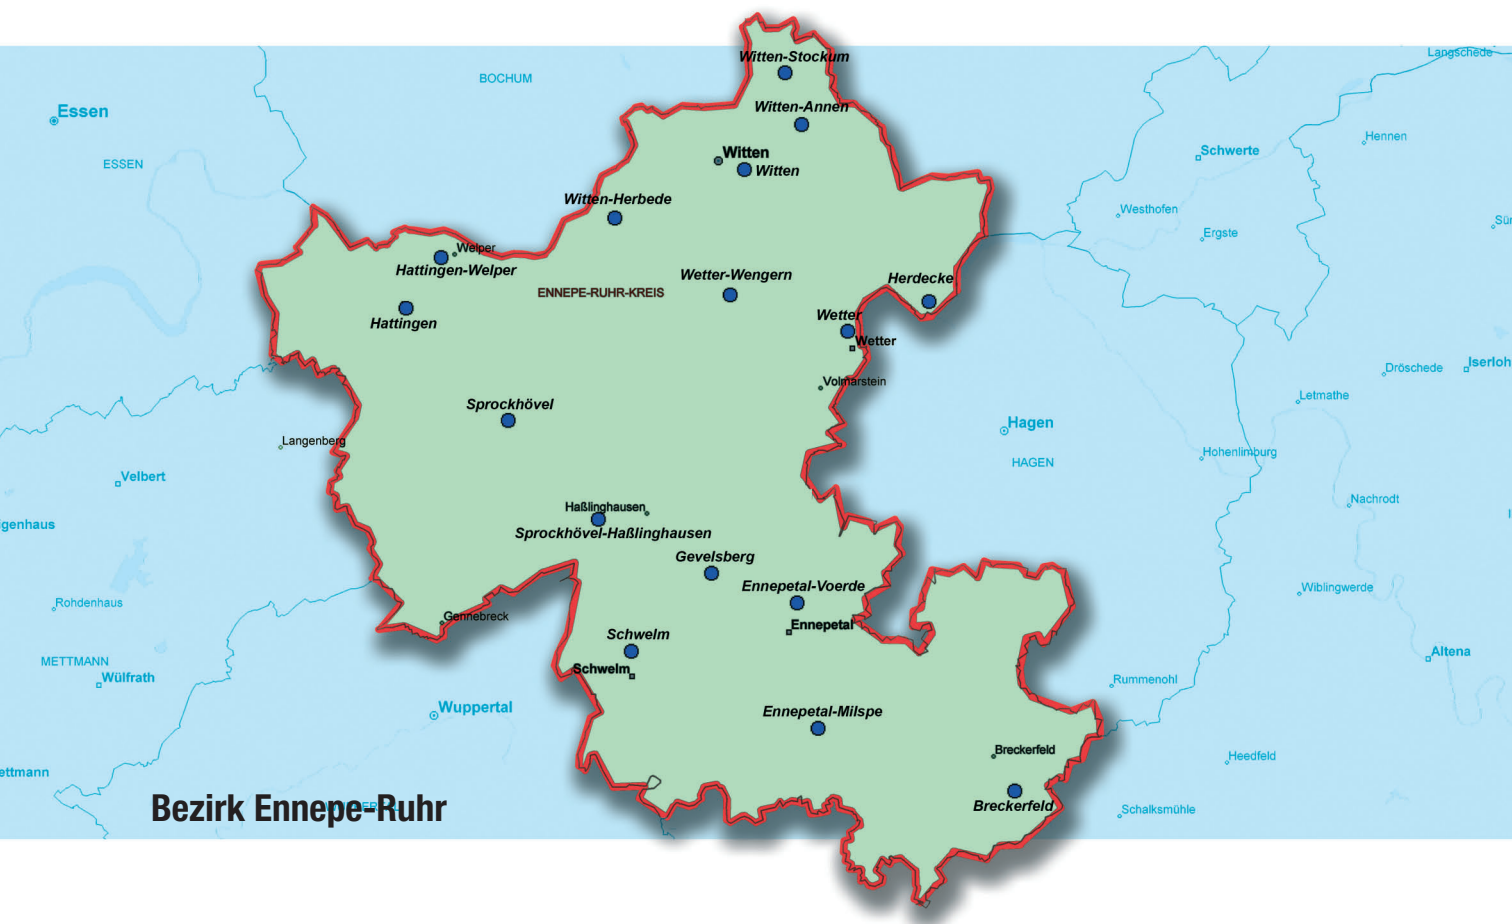 Witten-Stockum
Langschede
BOCHUM
Essen
Witten-Annen
Hennen
Schwerte
Witten
ESSEN
Witten
Witten-Herbede
Westhofen
Ergste
Welper
Hattingen-Welper
Wetter-Wengern
Herdecke
ENNEPE-RUHR-KREIS
Hattingen
Wetter
Wetter
Iserloh
Dröschede
Volmarstein
Letmathe
Sprockhövel
Hagen
Langenberg
Hohenlimburg
HAGEN
Velbert
Nachrodt
Haßlinghausen
igenhaus
Sprockhövel-Haßlinghausen
Gevelsberg
Ennepetal-Voerde
Wiblingwerde
Rohdenhaus
Gennebreck
Ennepetal
Schwelm
Altena
METTMANN
Schwelm
Wülfrath
Rummenohl
Wuppertal
Ennepetal-Milspe
Breckerfeld
Heedfeld
ettmann
Breckerfeld
Bezirk Ennepe-Ruhr
Schalksmühle